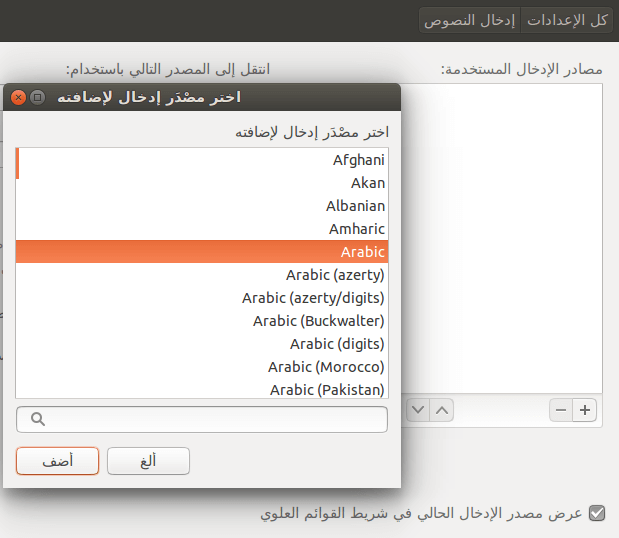 كل الإعدادات إدخال النصوص
مصادر الإدخال المستخدمة:
انتقل إلى المصدر التالي باستخدام:
اختر مصْدَر إدخال لإضافته
اختر مصْدَر إدخال لإضافته
Afghani
Akan
Albanian
Amharic
Arabic
Arabic (azerty)
Arabic (azerty/digits)
Arabic (Buckwalter)
Arabic (digits)
Arabic (Morocco)
Arabic (Pakistan)
ألغ
أضف
عرض مصدر الإدخال الحالي في شريط القوائم العلوي